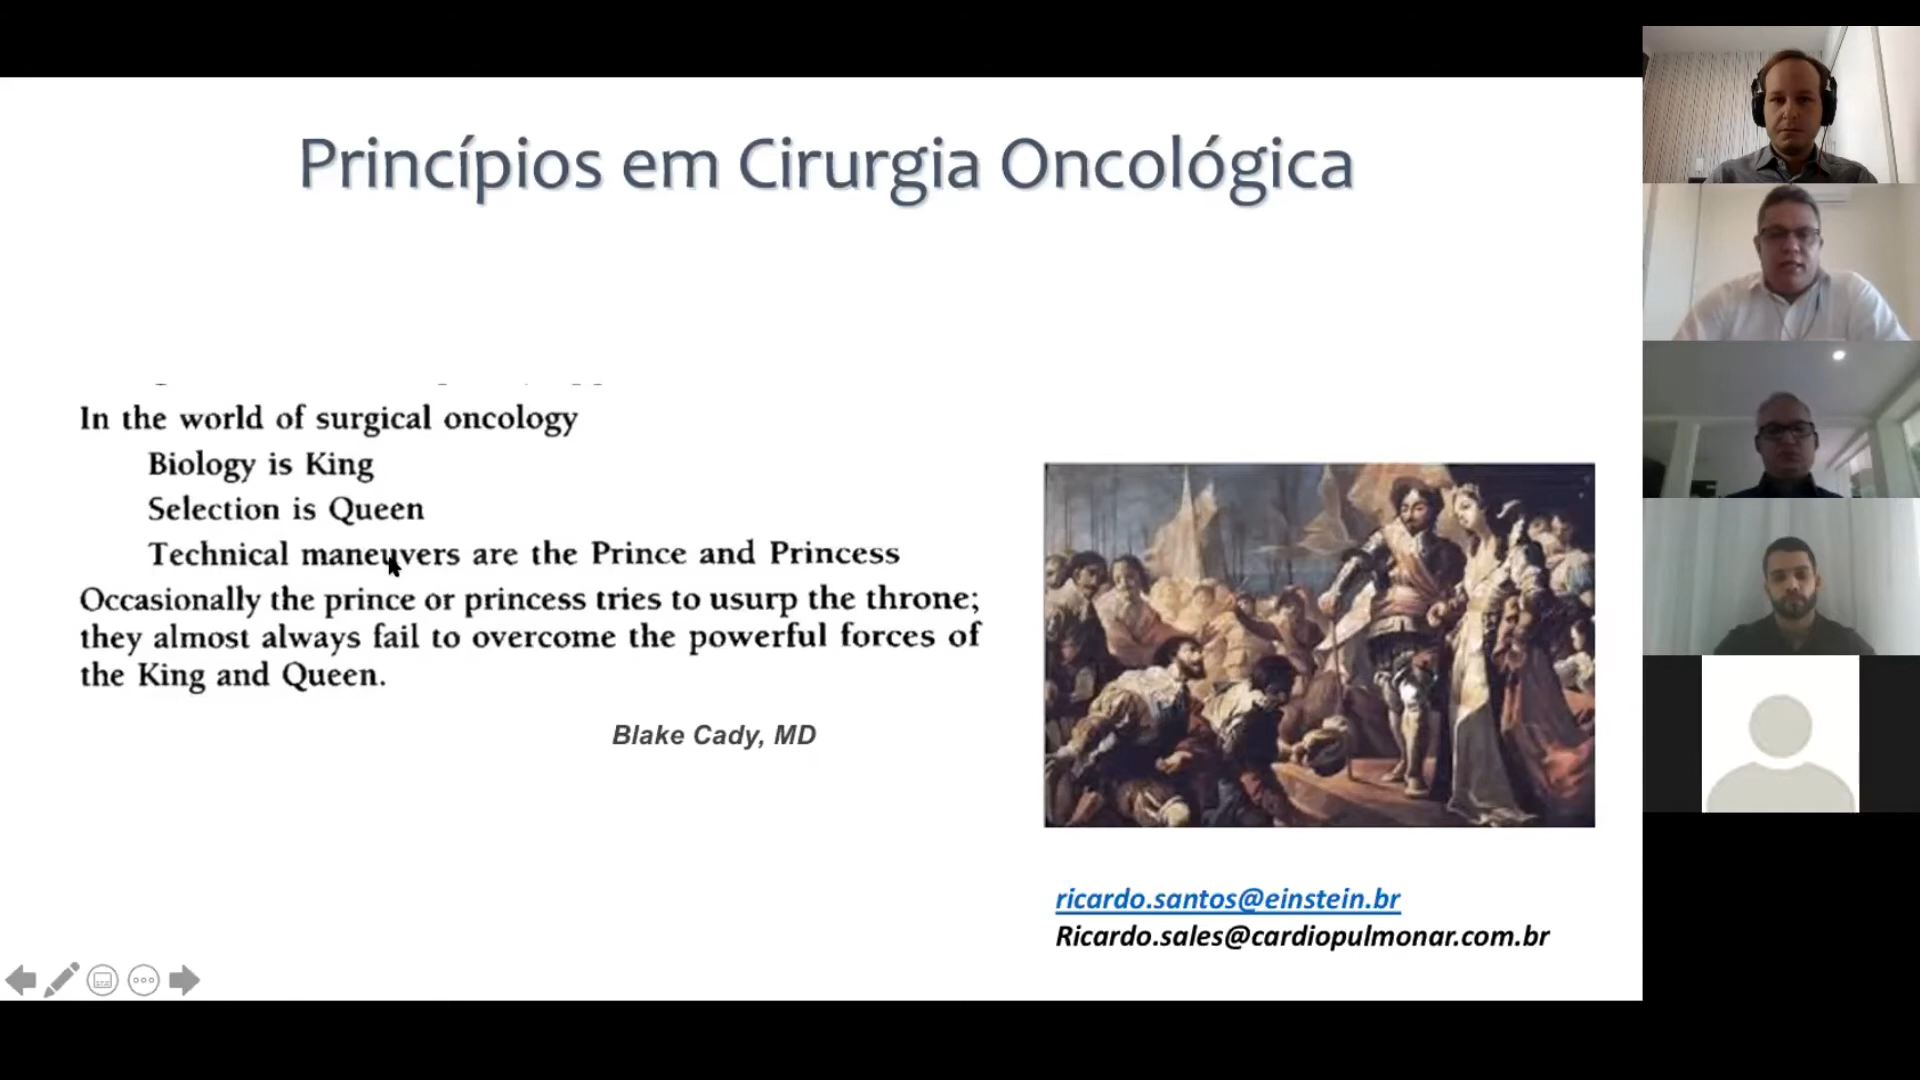 Princípios em Cirurgia Oncológica
In the world of surgical oncology
Biology is King
Selection is Queen
Technical maneuvers are the Prince and Princess
Occasionally the prince or princess tries to usurp the throne;
they almost always fail to overcome the powerful forces of
the King and Queen.
Blake Cady, MD
ricardo.santos@einstein.br
Ricardo.sales@cardiopulmonar.com.br